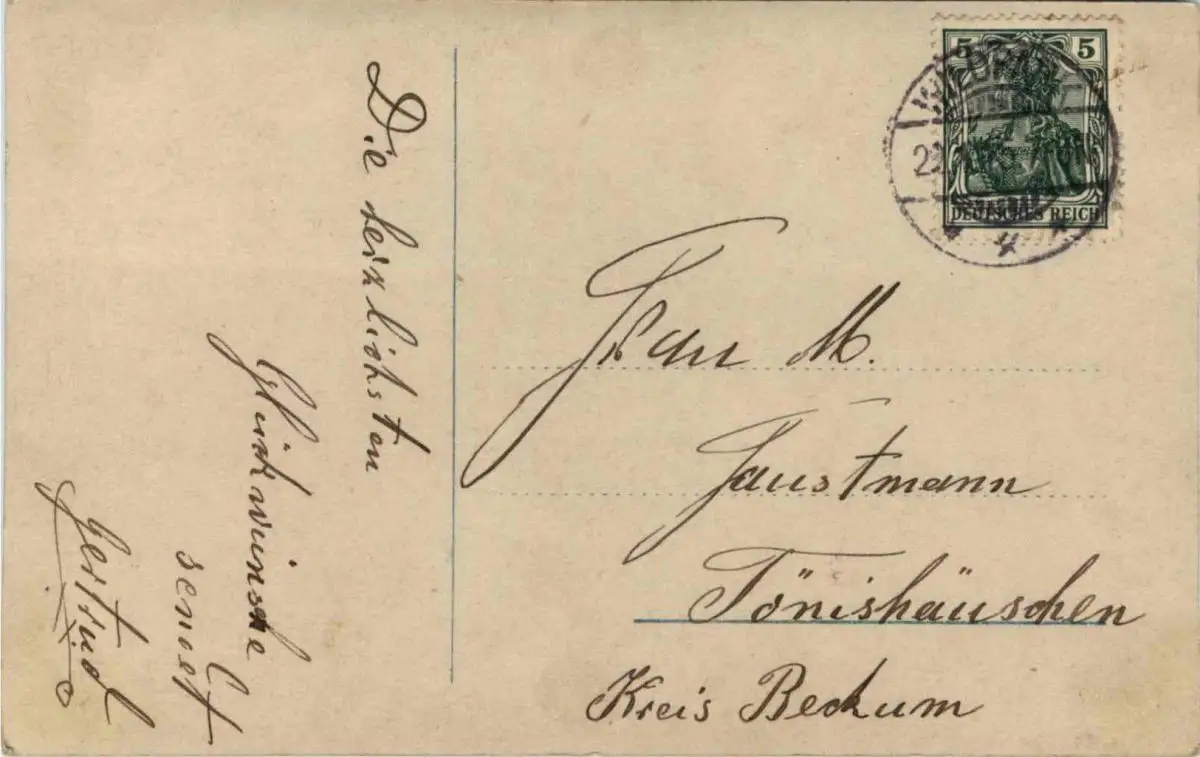 Die herzlichsten
Glückwünsche
sendet
Gertrud
5 5
DEUTSCHES REICH
Frau M.
Faustmann
Tönishäuschen
Kreis Beckum